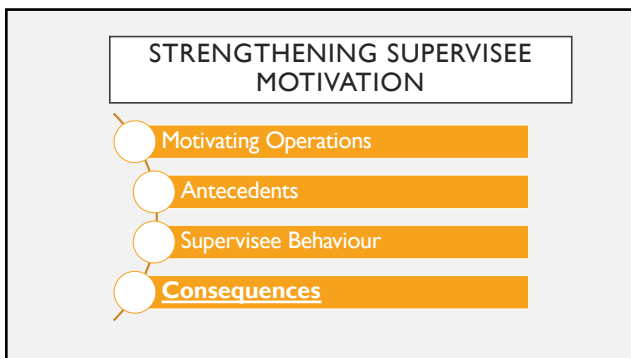 STRENGTHENING SUPERVISEE
MOTIVATION
Motivating Operations
Antecedents
Supervisee Behaviour
Consequences